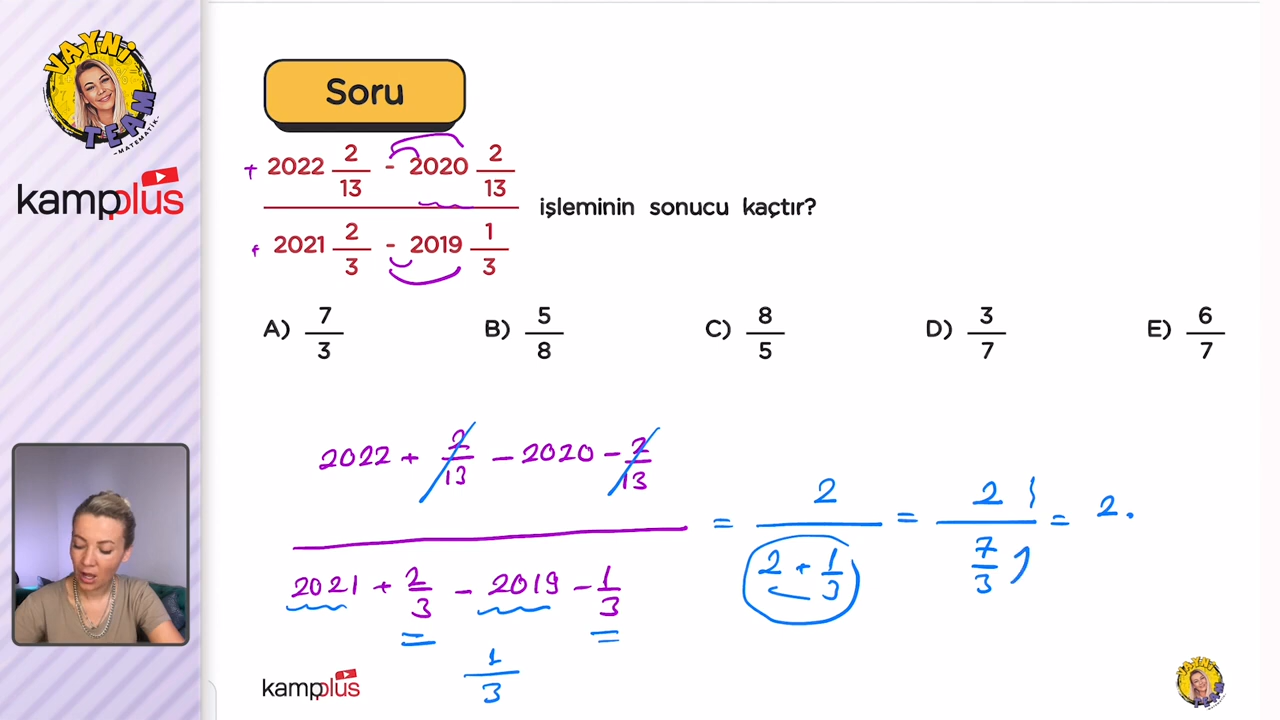 VAYNİ
TEAM
-MATEMATİK-
kampplus
Soru
+ 2022 2/13 - 2020 2/13
+ 2021 2/3 - 2019 1/3
işleminin sonucu kaçtır?
A) 7/3 B) 5/8 C) 8/5 D) 3/7 E) 6/7
2022 + 2/13 - 2020 - 2/13
2021 + 2/3 - 2019 - 1/3
1/3
= 2 / (2 + 1/3) = 2 / (7/3) = 2 .
kampplus
VAYNİ
TEAM